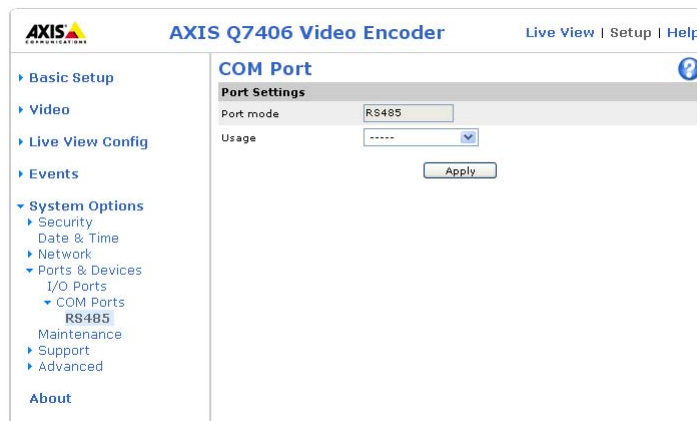 AXIS
COMMUNICATIONS
AXIS Q7406 Video Encoder
Live View | Setup | Help
Basic Setup
Video
Live View Config
Events
System Options
Security
Date & Time
Network
Ports & Devices
I/O Ports
COM Ports
RS485
Maintenance
Support
Advanced
About
COM Port
?
Port Settings
Port mode RS485
Usage -----
Apply